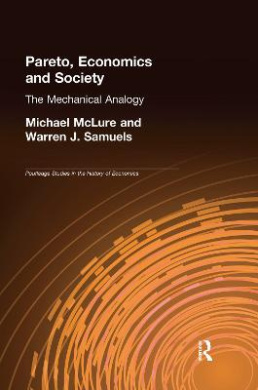 Pareto, Economics
and Society
The Mechanical Analogy
Michael McLure and
Warren J. Samuels
Routledge Studies in the History of Economics
R